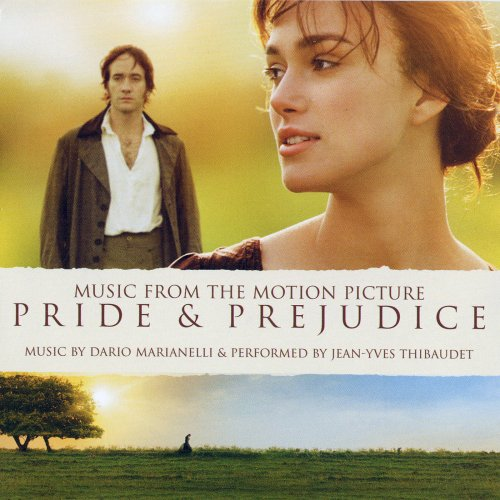 MUSIC FROM THE MOTION PICTURE
PRIDE & PREJUDICE
MUSIC BY DARIO MARIANELLI & PERFORMED BY JEAN-YVES THIBAUDET